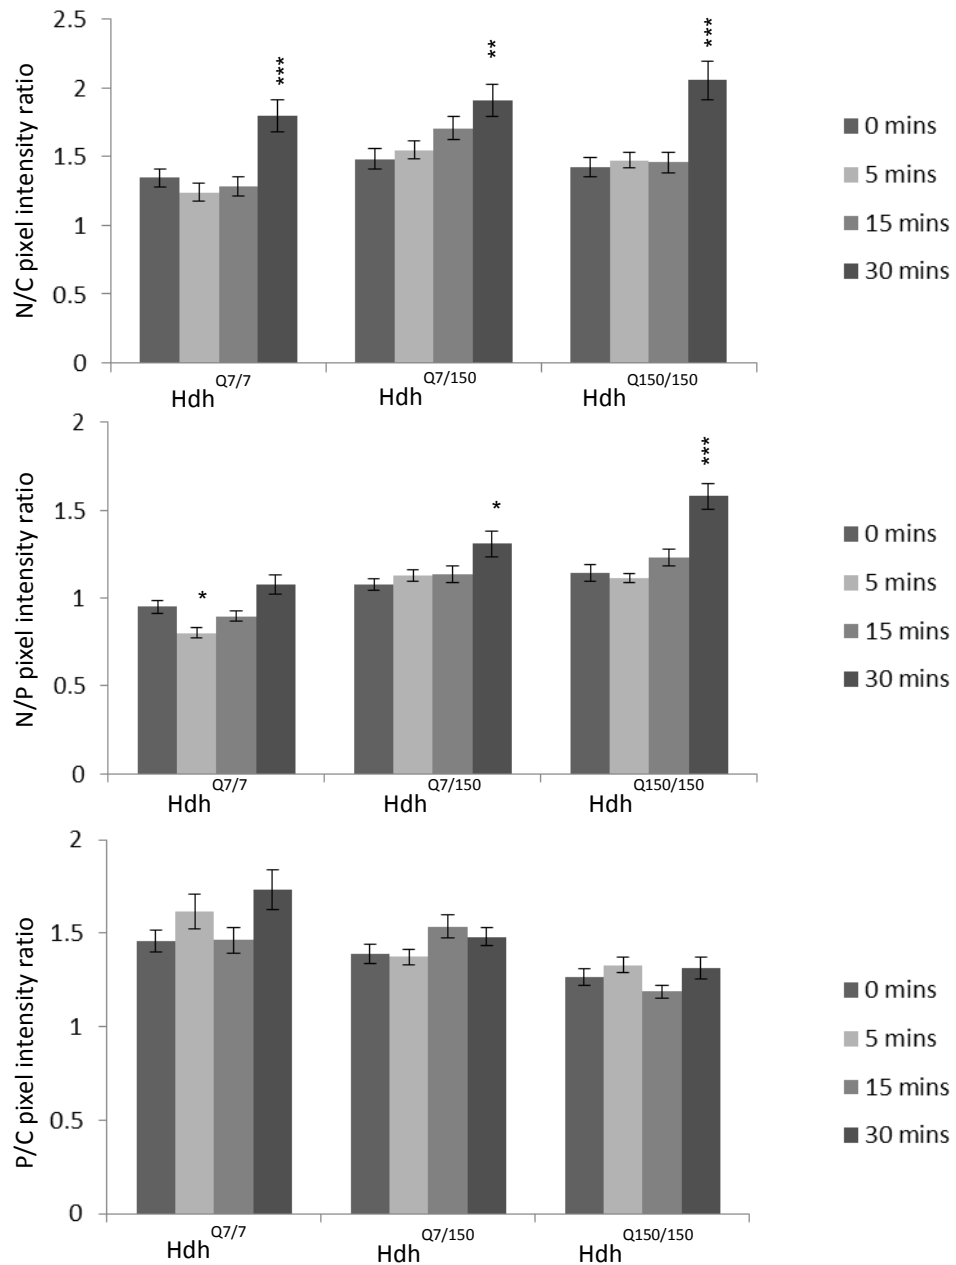 N/C pixel intensity ratio
2.5
2
1.5
1
0.5
0
***
**
***
Hdh Q7/7
Hdh Q7/150
Hdh Q150/150
0 mins
5 mins
15 mins
30 mins
N/P pixel intensity ratio
2
1.5
1
0.5
0
*
*
***
Hdh Q7/7
Hdh Q7/150
Hdh Q150/150
0 mins
5 mins
15 mins
30 mins
P/C pixel intensity ratio
2
1.5
1
0.5
0
Hdh Q7/7
Hdh Q7/150
Hdh Q150/150
0 mins
5 mins
15 mins
30 mins